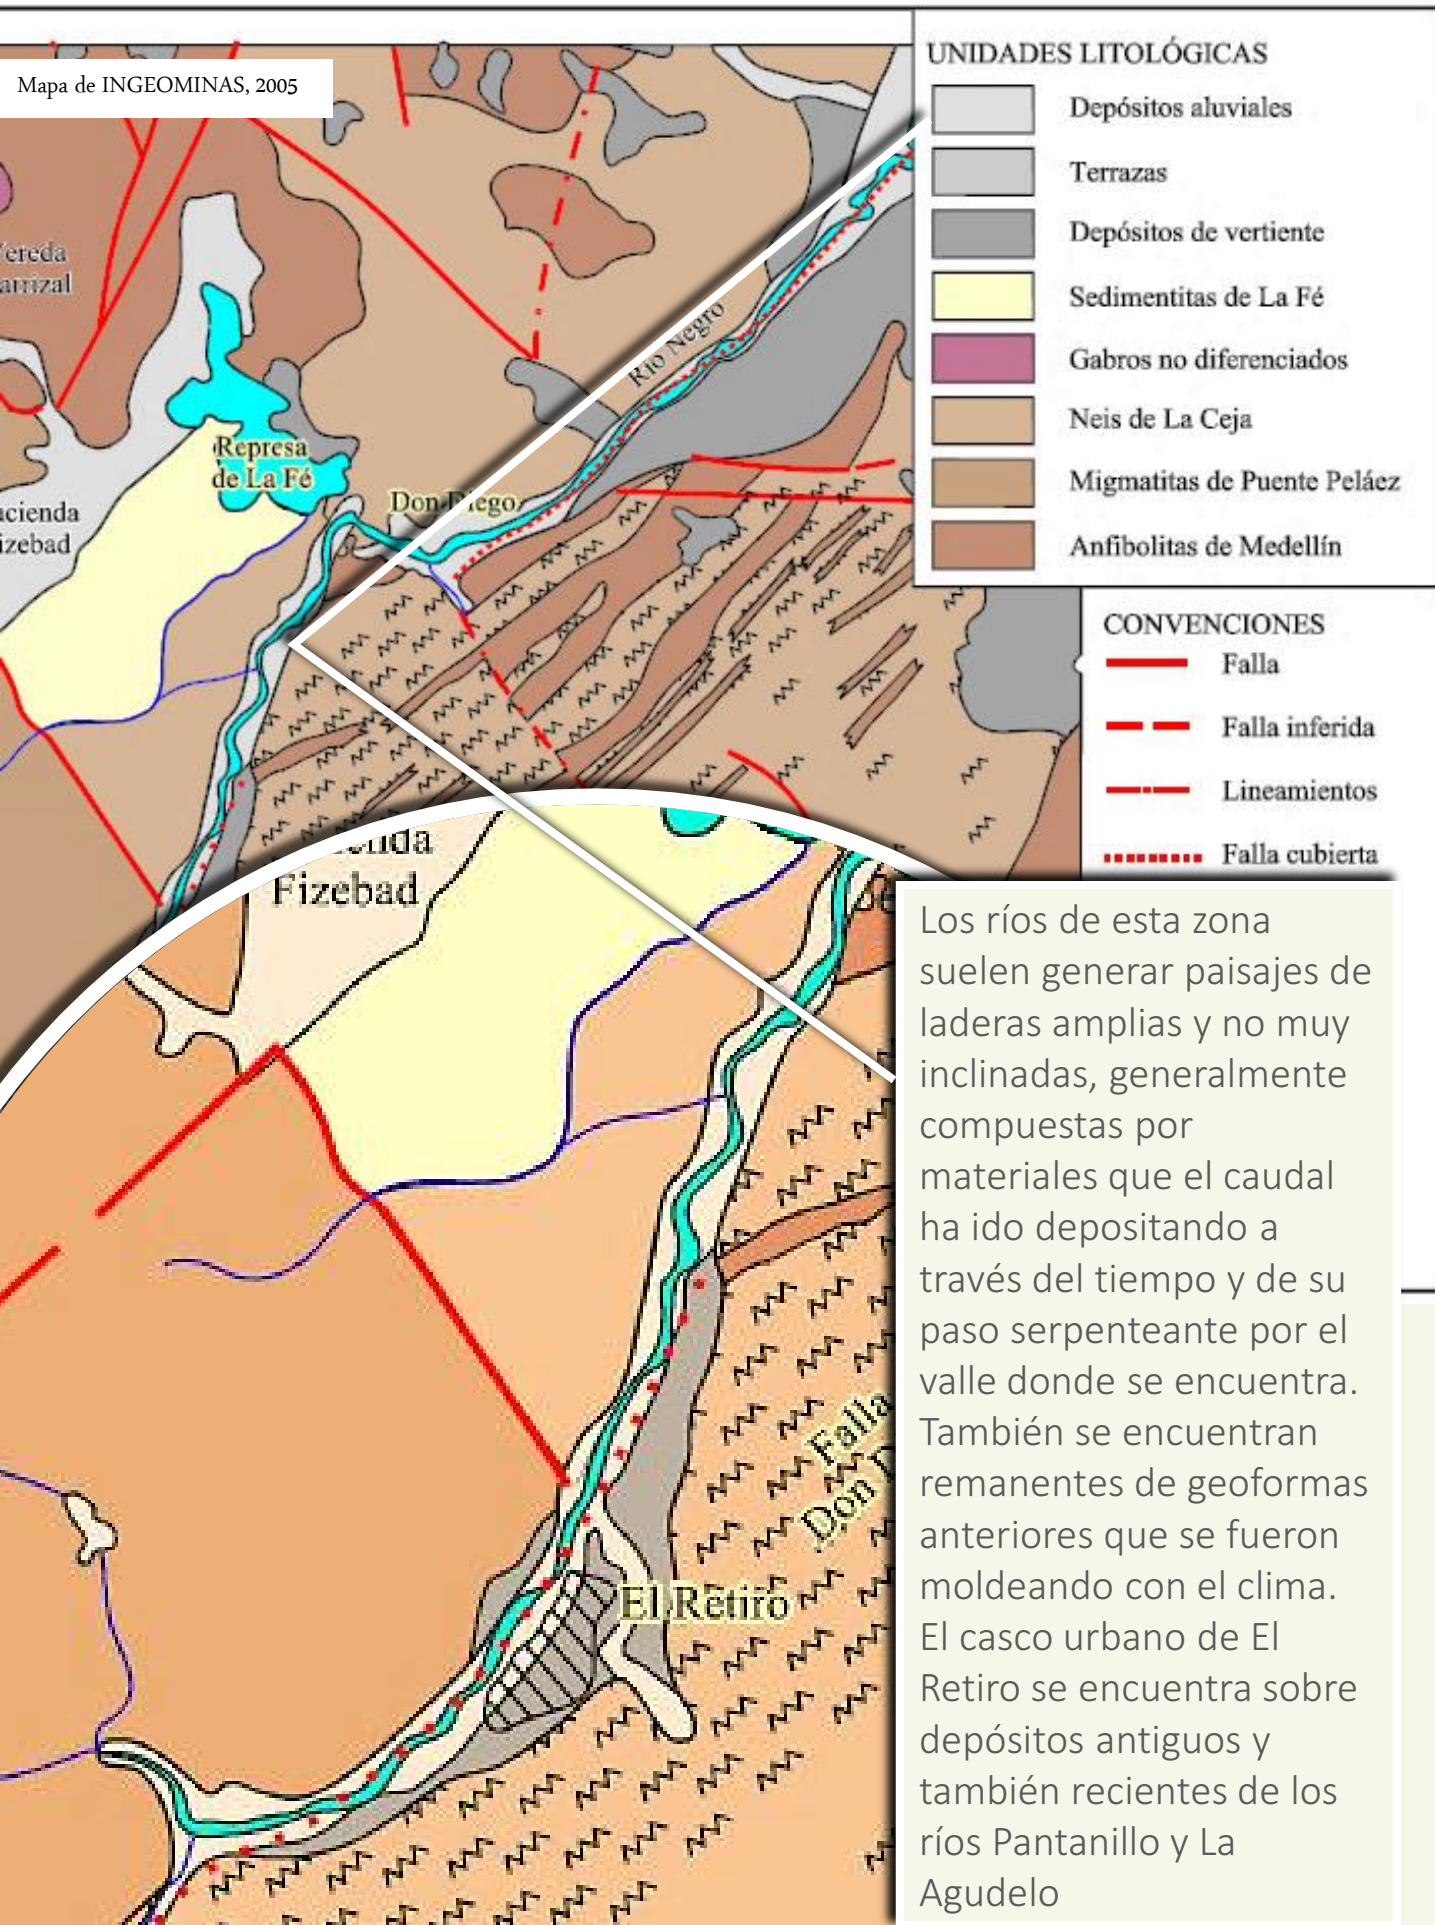 Mapa de INGEOMINAS, 2005
UNIDADES LITOLÓGICAS
Depósitos aluviales
Terrazas
Depósitos de vertiente
Sedimentitas de La Fé
Gabros no diferenciados
Neis de La Ceja
Migmatitas de Puente Peláez
Anfibolitas de Medellín
CONVENCIONES
Falla
Falla inferida
Lineamientos
Falla cubierta
Río Negro
Represa
de La Fé
Fizebad
Falla
Don
El Retiro
Los ríos de esta zona
suelen generar paisajes de
laderas amplias y no muy
inclinadas, generalmente
compuestas por
materiales que el caudal
ha ido depositando a
través del tiempo y de su
paso serpenteante por el
valle donde se encuentra.
También se encuentran
remanentes de geoformas
anteriores que se fueron
moldeando con el clima.
El casco urbano de El
Retiro se encuentra sobre
depósitos antiguos y
también recientes de los
ríos Pantanillo y La
Agudelo